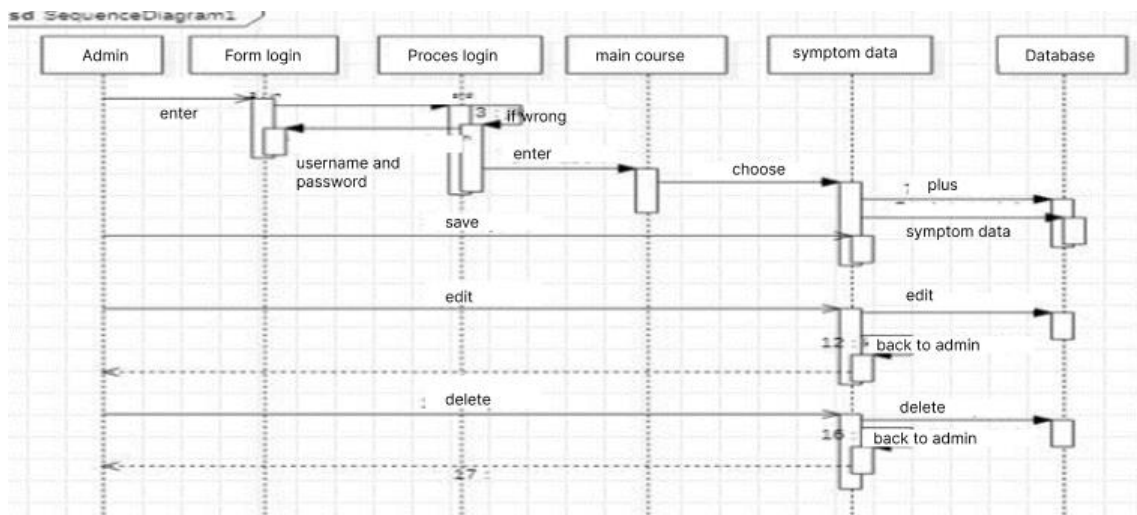 sd SequenceDiagram1
Admin
Form login
Proces login
main course
symptom data
Database
enter
3
if wrong
username and
password
enter
choose
plus
symptom data
save
edit
edit
12
back to admin
delete
delete
16
back to admin
17